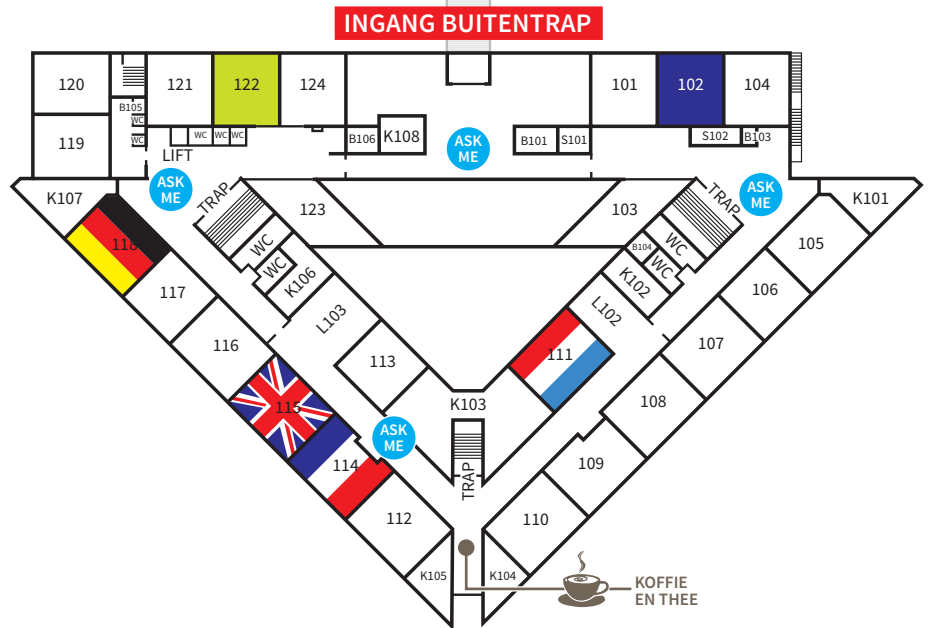 INGANG BUITENTRAP
120
121
122
124
101
102
104
B105
WC
WC
WC
WC
WC
119
LIFT
B106
K108
ASK
ME
B101
S101
S102
B103
ASK
ME
ASK
ME
K107
TRAP
123
103
TRAP
K101
118
WC
WC
K106
B104
WC
WC
K102
105
117
106
L103
L102
116
113
111
107
115
K103
108
ASK
ME
114
TRAP
109
112
110
K105
K104
KOFFIE
EN THEE